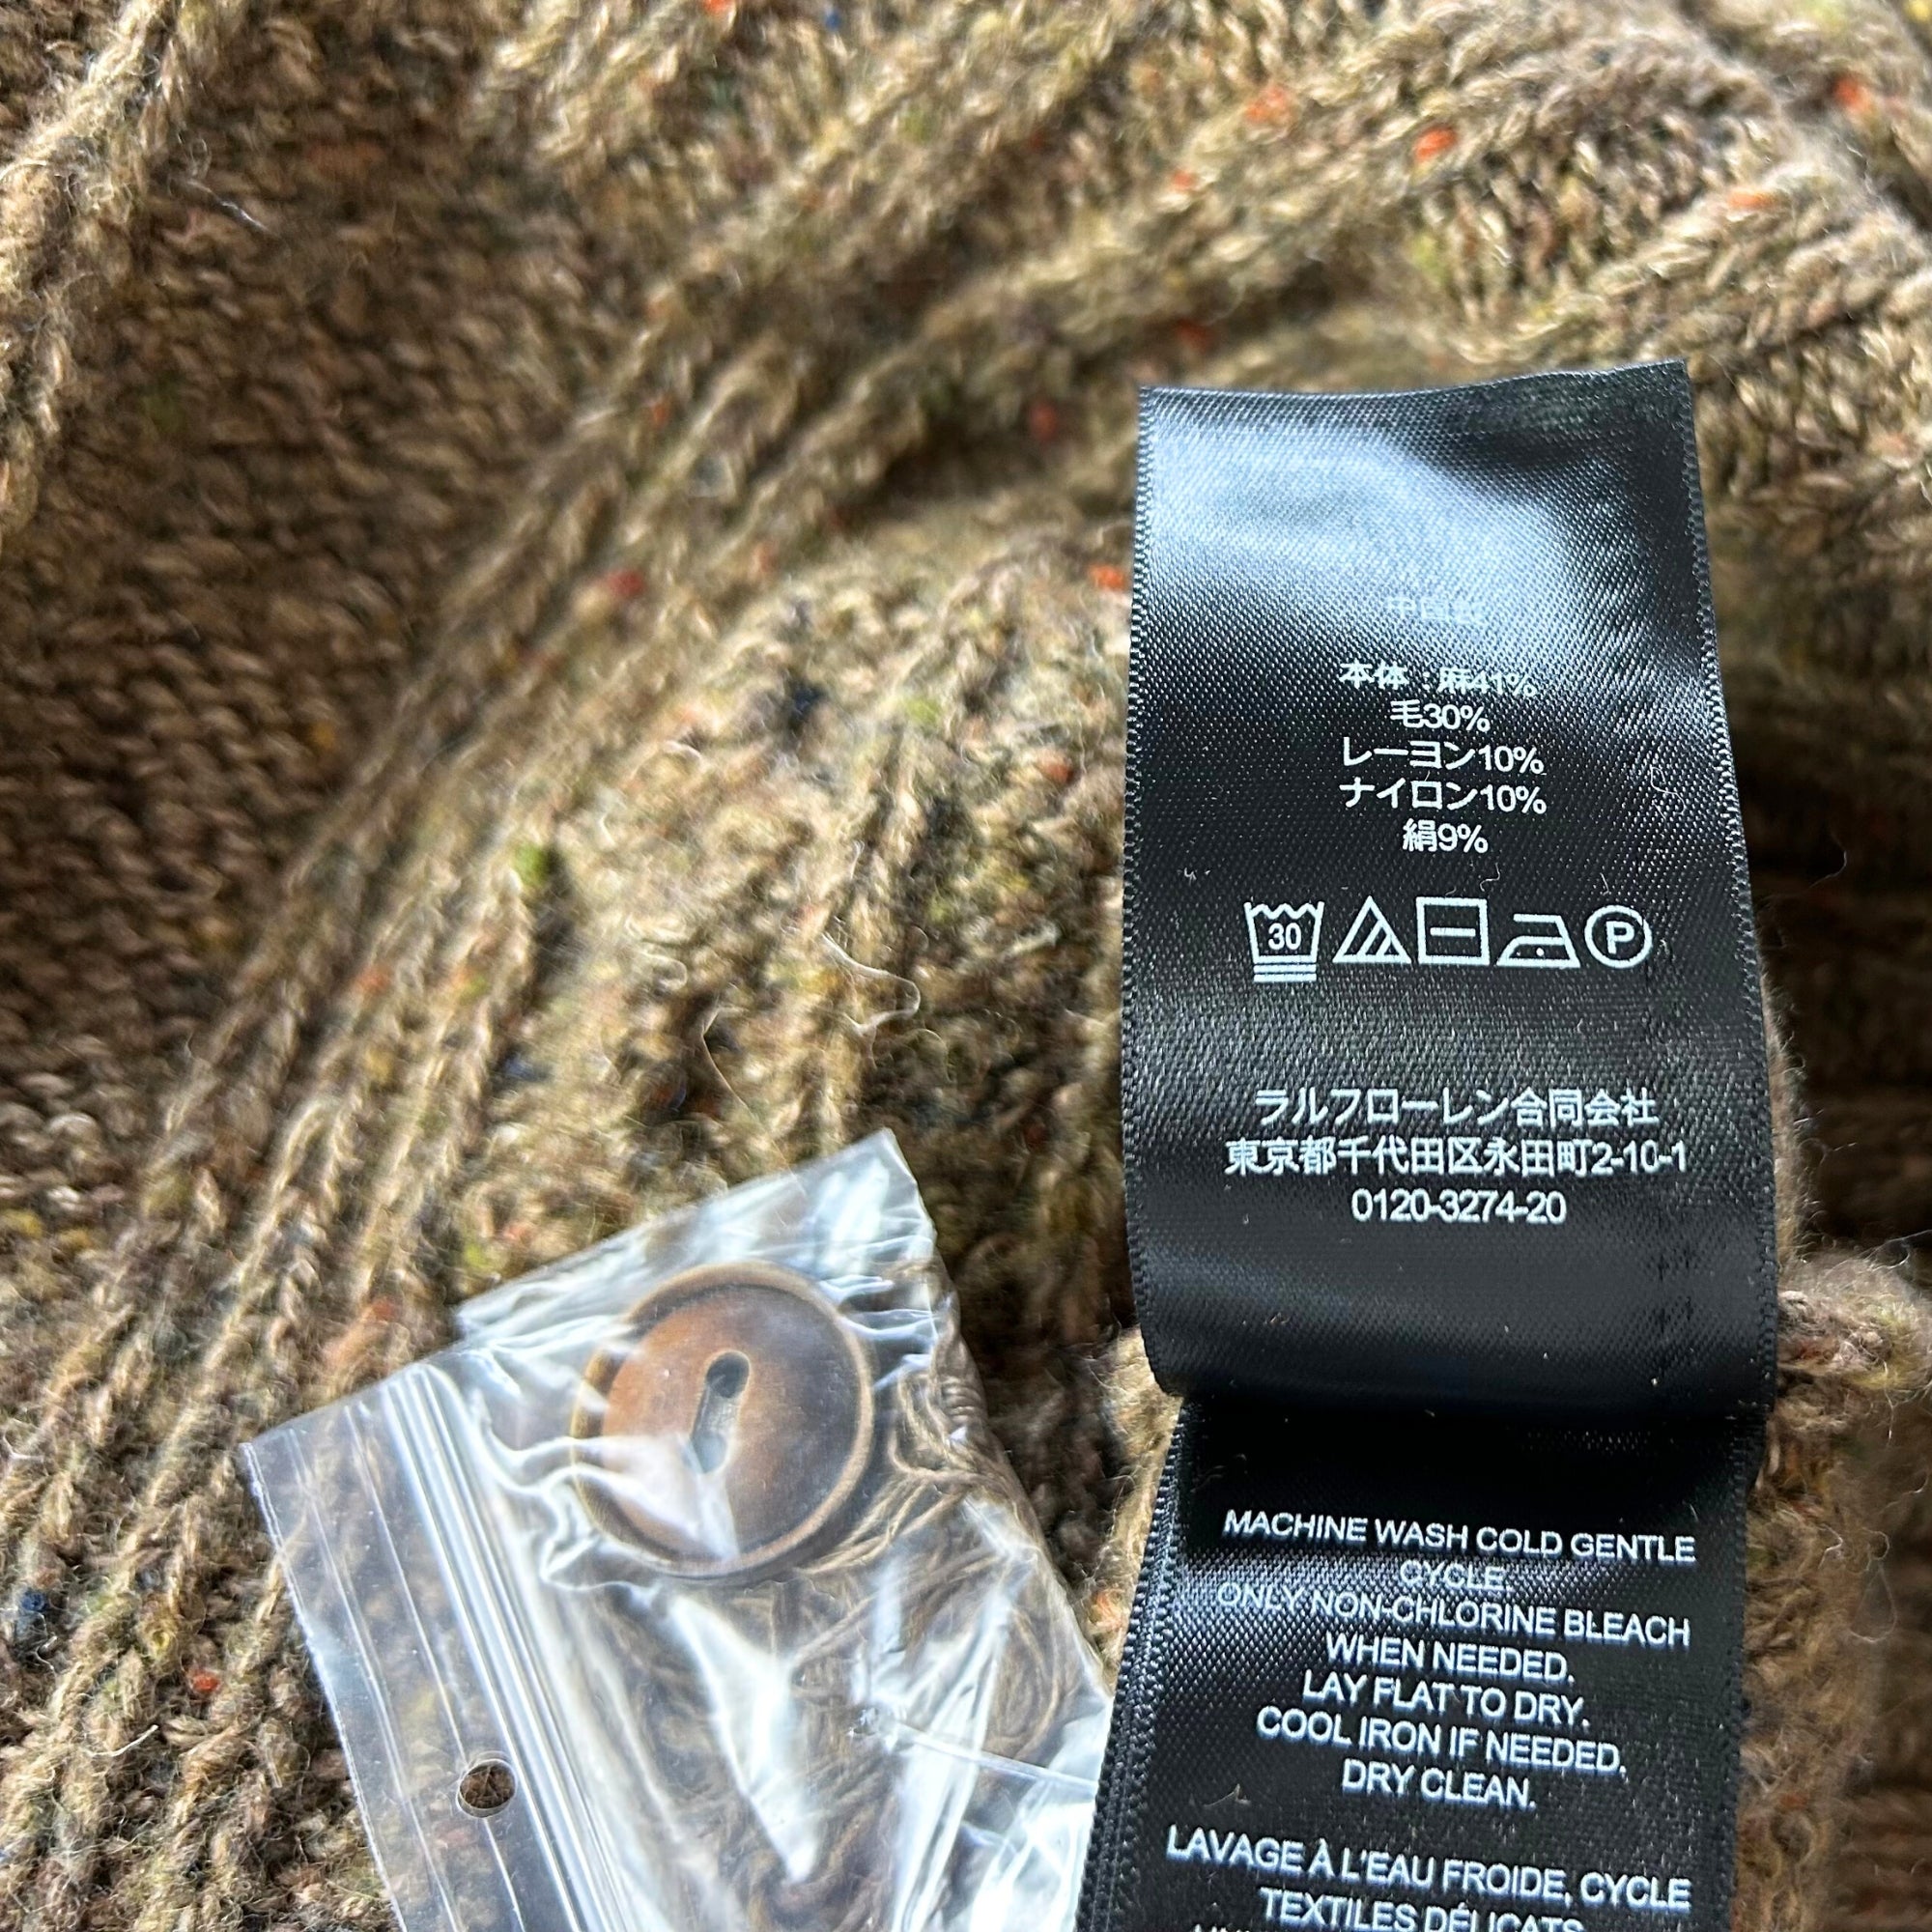 中国製
本体：麻41%
毛30%
レーヨン10%
ナイロン10%
絹9%
30
P
ラルフローレン合同会社
東京都千代田区永田町2-10-1
0120-3274-20
MACHINE WASH COLD GENTLE
CYCLE.
ONLY NON-CHLORINE BLEACH
WHEN NEEDED.
LAY FLAT TO DRY.
COOL IRON IF NEEDED.
DRY CLEAN.
LAVAGE À L'EAU FROIDE, CYCLE
TEXTILES DÉLICATS.